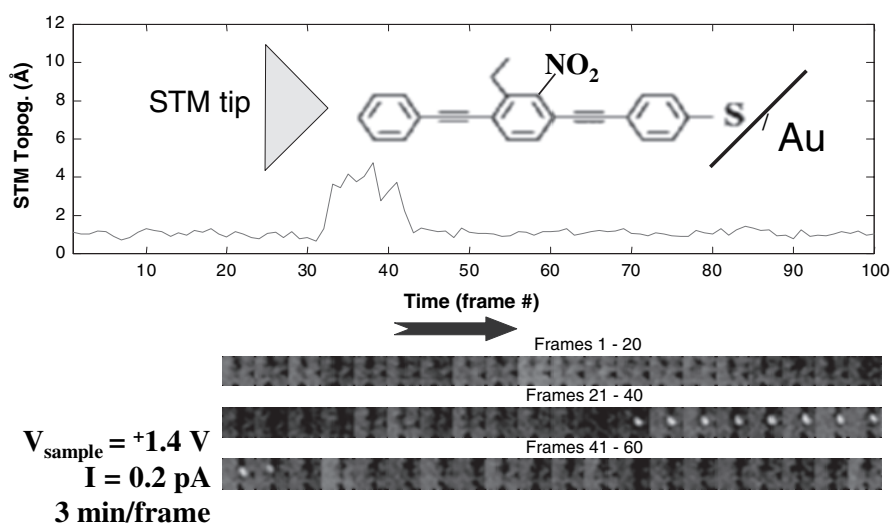 12
10
8
6
4
2
0
STM Topog. (Å)
STM tip
NO2
S
Au
10 20 30 40 50 60 70 80 90 100
Time (frame #)
Frames 1 - 20
Frames 21 - 40
Frames 41 - 60
Vsample = +1.4 V
I = 0.2 pA
3 min/frame